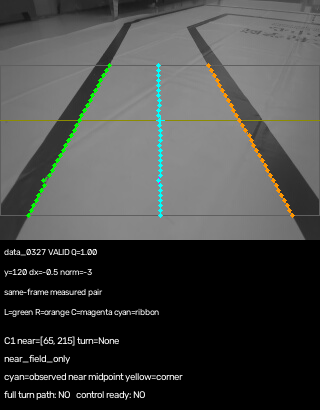 data_0327 VALID Q=1.00
y=120 dx=-0.5 norm=-3
same-frame measured pair
L=green R=orange C=magenta cyan=ribbon
C1 near=[65, 215] turn=None
near_field_only
cyan=observed near midpoint yellow=corner
full turn path: NO control ready: NO